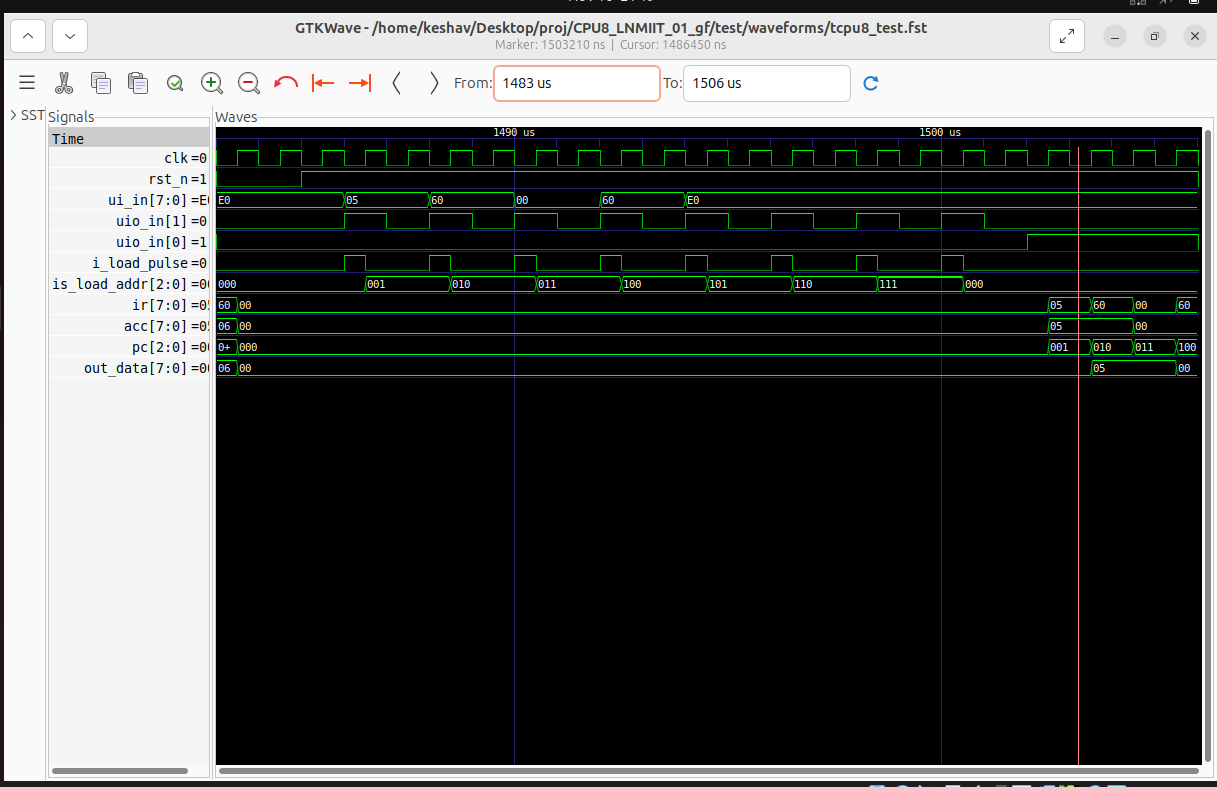 GTKWave - /home/keshav/Desktop/proj/CPU8_LNMIIT_01_gf/test/waveforms/tcpu8_test.fst
Marker: 1503210 ns | Cursor: 1486450 ns
From: 1483 us To: 1506 us
SST Signals Waves
Time 1490 us 1500 us
clk =0
rst_n =1
ui_in[7:0] =E0 E0 05 60 00 60 E0
uio_in[1] =0
uio_in[0] =1
i_load_pulse =0
is_load_addr[2:0] =00 000 001 010 011 100 101 110 111 000
ir[7:0] =05 60 00 05 60 00 60
acc[7:0] =05 06 00 05 00
pc[2:0] =00 0+ 000 001 010 011 100
out_data[7:0] =00 06 00 05 00